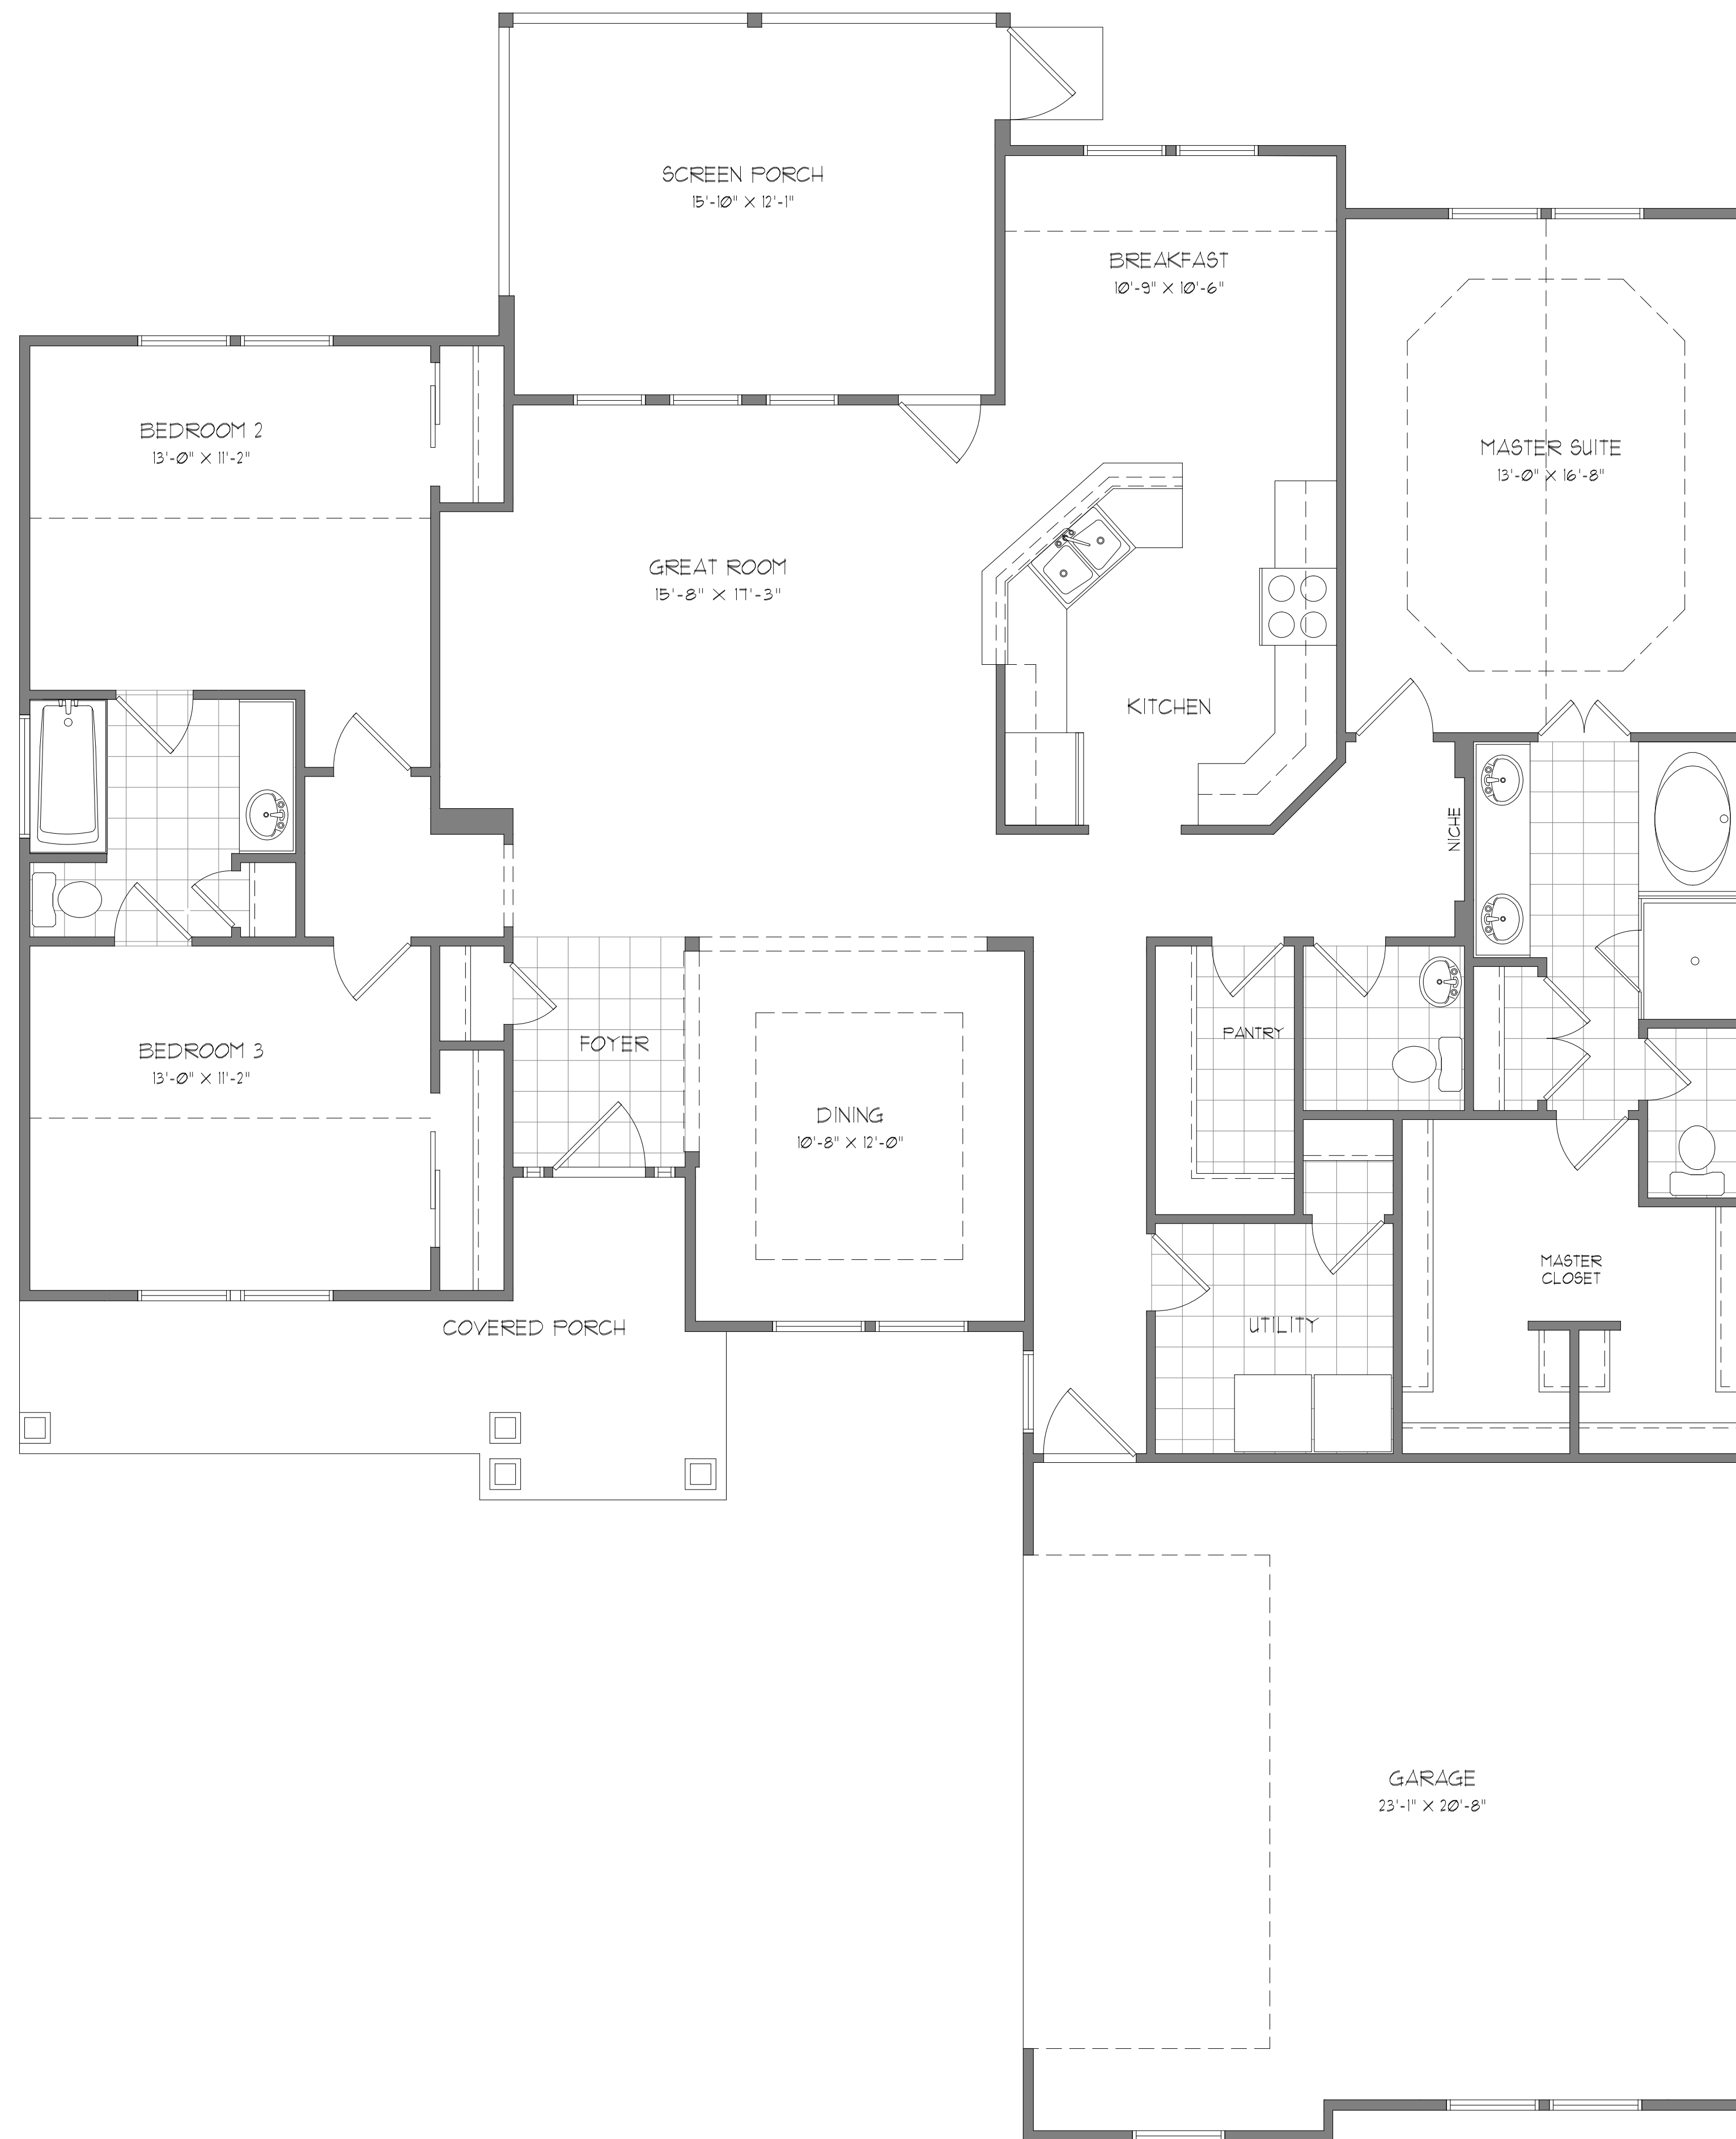 SCREEN PORCH
15'-10" X 12'-1"
BREAKFAST
10'-9" X 10'-6"
BEDROOM 2
13'-0" X 11'-2"
MASTER SUITE
13'-0" X 16'-8"
GREAT ROOM
15'-8" X 17'-3"
KITCHEN
NICHE
PANTRY
FOYER
BEDROOM 3
13'-0" X 11'-2"
DINING
10'-8" X 12'-0"
MASTER
CLOSET
COVERED PORCH
UTILITY
GARAGE
23'-1" X 20'-8"